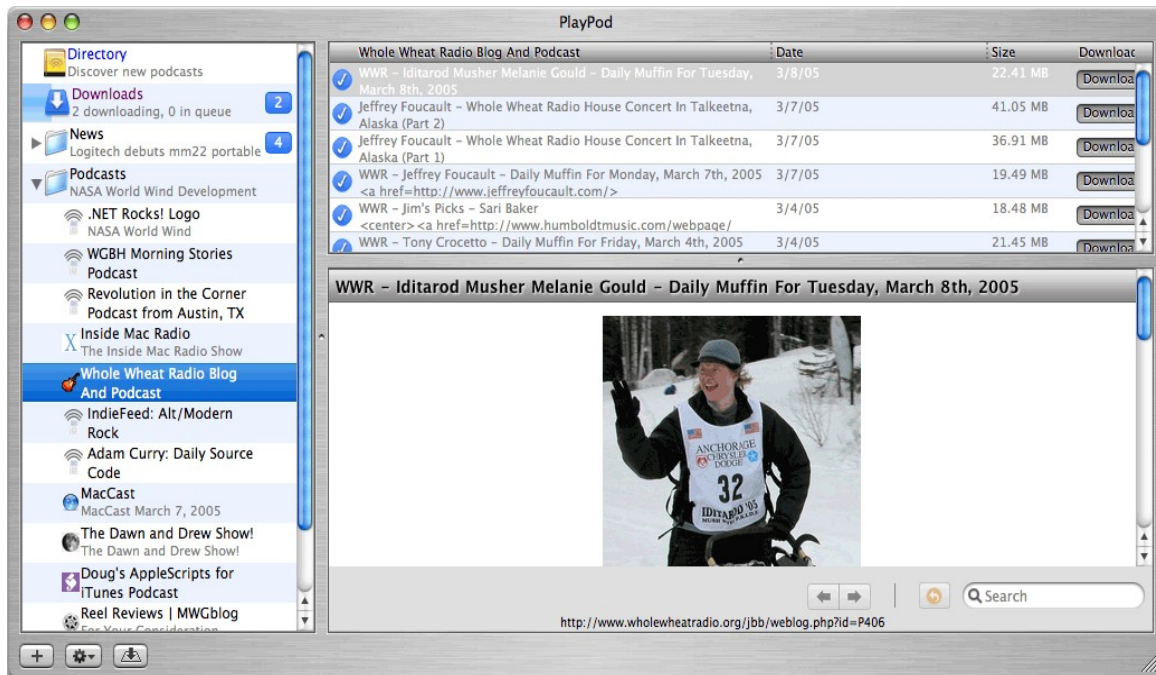 PlayPod
Directory
Discover new podcasts
Downloads
2 downloading, 0 in queue
2
News
Logitech debuts mm22 portable
4
Podcasts
NASA World Wind Development
.NET Rocks! Logo
NASA World Wind
WGBH Morning Stories
Podcast
Revolution in the Corner
Podcast from Austin, TX
Inside Mac Radio
The Inside Mac Radio Show
Whole Wheat Radio Blog
And Podcast
IndieFeed: Alt/Modern
Rock
Adam Curry: Daily Source
Code
MacCast
MacCast March 7, 2005
The Dawn and Drew Show!
The Dawn and Drew Show!
Doug's AppleScripts for
iTunes Podcast
Reel Reviews | MWGblog
For Your Consideration
Whole Wheat Radio Blog And Podcast Date Size Downloac
WWR – Iditarod Musher Melanie Gould – Daily Muffin For Tuesday, 3/8/05 22.41 MB Downloa
March 8th, 2005
Jeffrey Foucault – Whole Wheat Radio House Concert In Talkeetna, 3/7/05 41.05 MB Downloa
Alaska (Part 2)
Jeffrey Foucault – Whole Wheat Radio House Concert In Talkeetna, 3/7/05 36.91 MB Downloa
Alaska (Part 1)
WWR – Jeffrey Foucault – Daily Muffin For Monday, March 7th, 2005 3/7/05 19.49 MB Downloa
<a href=http://www.jeffreyfoucault.com/>
WWR – Jim's Picks – Sari Baker 3/4/05 18.48 MB Downloa
<center><a href=http://www.humboldtmusic.com/webpage/
WWR – Tony Crocetto – Daily Muffin For Friday, March 4th, 2005 3/4/05 21.45 MB Downloa
WWR – Iditarod Musher Melanie Gould – Daily Muffin For Tuesday, March 8th, 2005
ANCHORAGE
CHRYSLER
DODGE
32
IDITAROD '05
Search
http://www.wholewheatradio.org/jbb/weblog.php?id=P406